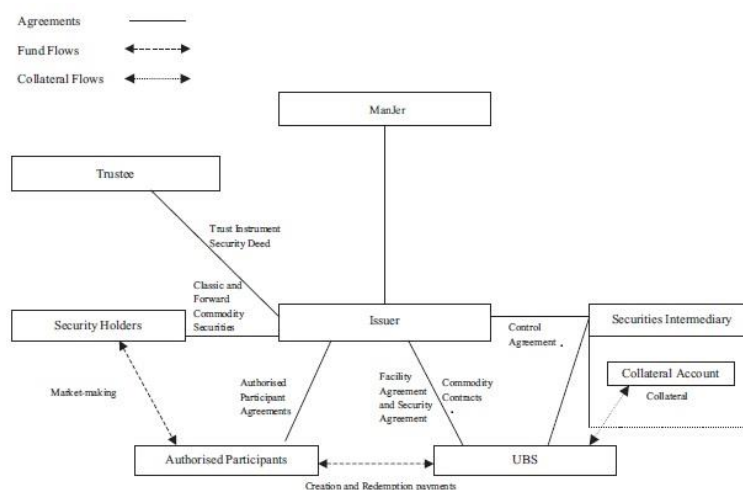 Agreements
Fund Flows
Collateral Flows
ManJer
Trustee
Trust Instrument
Security Deed
Classic and
Forward
Commodity
Securities
Security Holders
Issuer
Securities Intermediary
Control
Agreement
Collateral Account
Collateral
Market-making
Authorised
Participant
Agreements
Facility
Agreement
and Security
Agreement
Commodity
Contracts
Authorised Participants
UBS
Creation and Redemption payments